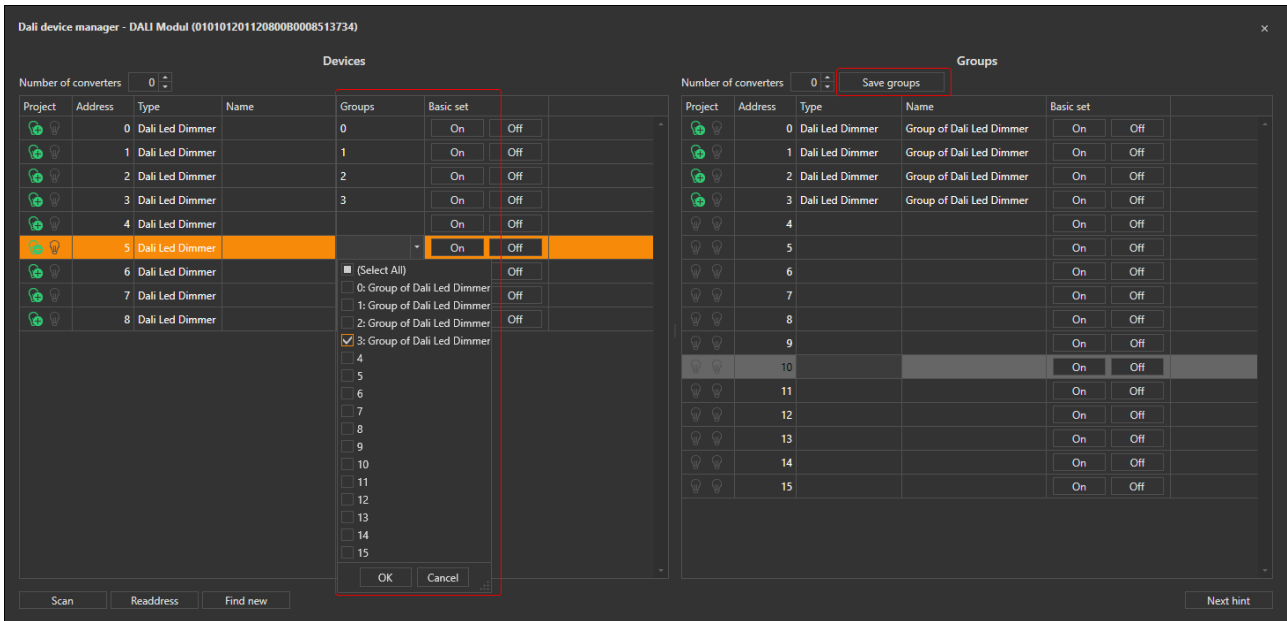 Dali device manager - DALI Modul (010101201120800B0008513734)
Devices
Number of converters 0
Project Address Type Name Groups Basic set
0 Dali Led Dimmer 0 On Off
1 Dali Led Dimmer 1 On Off
2 Dali Led Dimmer 2 On Off
3 Dali Led Dimmer 3 On Off
4 Dali Led Dimmer On Off
5 Dali Led Dimmer On Off
6 Dali Led Dimmer Off
7 Dali Led Dimmer Off
8 Dali Led Dimmer Off
(Select All)
0: Group of Dali Led Dimmer
1: Group of Dali Led Dimmer
2: Group of Dali Led Dimmer
3: Group of Dali Led Dimmer
4
5
6
7
8
9
10
11
12
13
14
15
OK Cancel
Scan Readdress Find new
Groups
Number of converters 0 Save groups
Project Address Type Name Basic set
0 Dali Led Dimmer Group of Dali Led Dimmer On Off
1 Dali Led Dimmer Group of Dali Led Dimmer On Off
2 Dali Led Dimmer Group of Dali Led Dimmer On Off
3 Dali Led Dimmer Group of Dali Led Dimmer On Off
4 On Off
5 On Off
6 On Off
7 On Off
8 On Off
9 On Off
10 On Off
11 On Off
12 On Off
13 On Off
14 On Off
15 On Off
Next hint